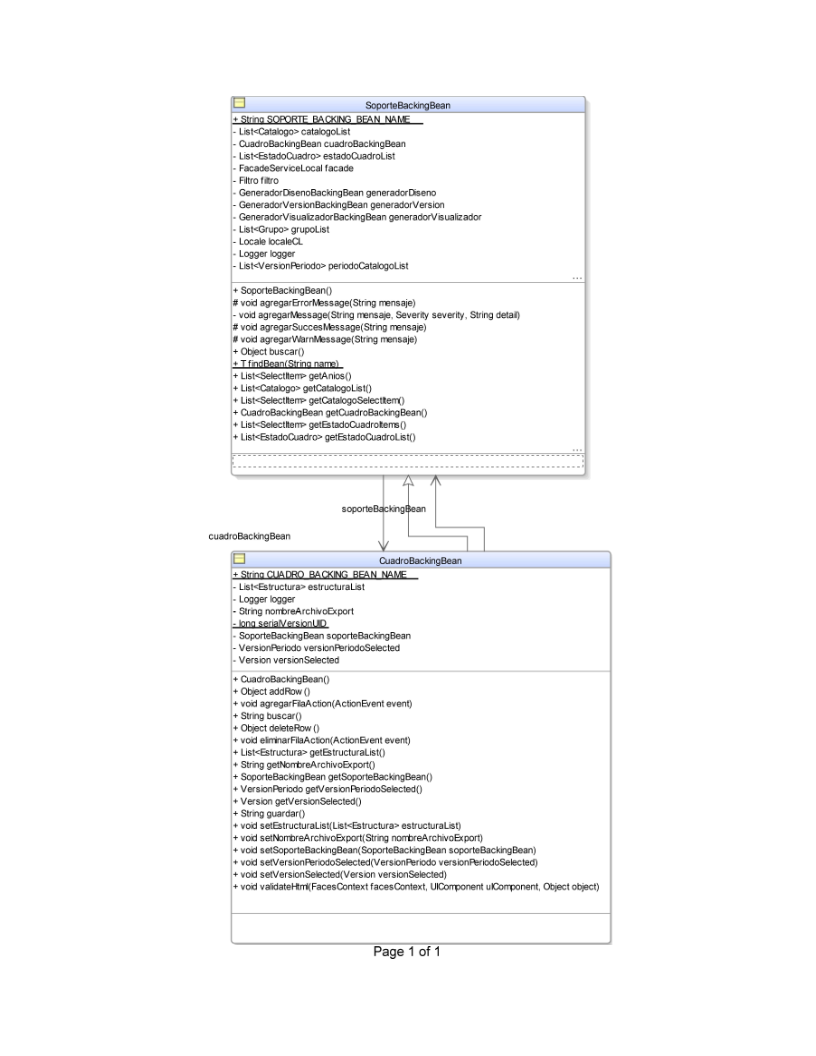 SoporteBackingBean
+ String SOPORTE_BACKING_BEAN_NAME
- List<Catalogo> catalogoList
- CuadroBackingBean cuadroBackingBean
- List<EstadoCuadro> estadoCuadroList
- FacadeServiceLocal facade
- Filtro filtro
- GeneradorDisenoBackingBean generadorDiseno
- GeneradorVersionBackingBean generadorVersion
- GeneradorVisualizadorBackingBean generadorVisualizador
- List<Grupo> grupoList
- Locale localeCL
- Logger logger
- List<VersionPeriodo> periodoCatalogoList
...
+ SoporteBackingBean()
# void agregarErrorMessage(String mensaje)
- void agregarMessage(String mensaje, Severity severity, String detail)
# void agregarSuccesMessage(String mensaje)
# void agregarWarnMessage(String mensaje)
+ Object buscar()
+ T findBean(String name)
+ List<SelectItem> getAnios()
+ List<Catalogo> getCatalogoList()
+ List<SelectItem> getCatalogoSelectItem()
+ CuadroBackingBean getCuadroBackingBean()
+ List<SelectItem> getEstadoCuadroItems()
+ List<EstadoCuadro> getEstadoCuadroList()
...
soporteBackingBean
cuadroBackingBean
CuadroBackingBean
+ String CUADRO_BACKING_BEAN_NAME
- List<Estructura> estructuraList
- Logger logger
- String nombreArchivoExport
- long serialVersionUID
- SoporteBackingBean soporteBackingBean
- VersionPeriodo versionPeriodoSelected
- Version versionSelected
+ CuadroBackingBean()
+ Object addRow()
+ void agregarFilaAction(ActionEvent event)
+ String buscar()
+ Object deleteRow()
+ void eliminarFilaAction(ActionEvent event)
+ List<Estructura> getEstructuraList()
+ String getNombreArchivoExport()
+ SoporteBackingBean getSoporteBackingBean()
+ VersionPeriodo getVersionPeriodoSelected()
+ Version getVersionSelected()
+ String guardar()
+ void setEstructuraList(List<Estructura> estructuraList)
+ void setNombreArchivoExport(String nombreArchivoExport)
+ void setSoporteBackingBean(SoporteBackingBean soporteBackingBean)
+ void setVersionPeriodoSelected(VersionPeriodo versionPeriodoSelected)
+ void setVersionSelected(Version versionSelected)
+ void validateHtml(FacesContext facesContext, UIComponent uIComponent, Object object)
Page 1 of 1